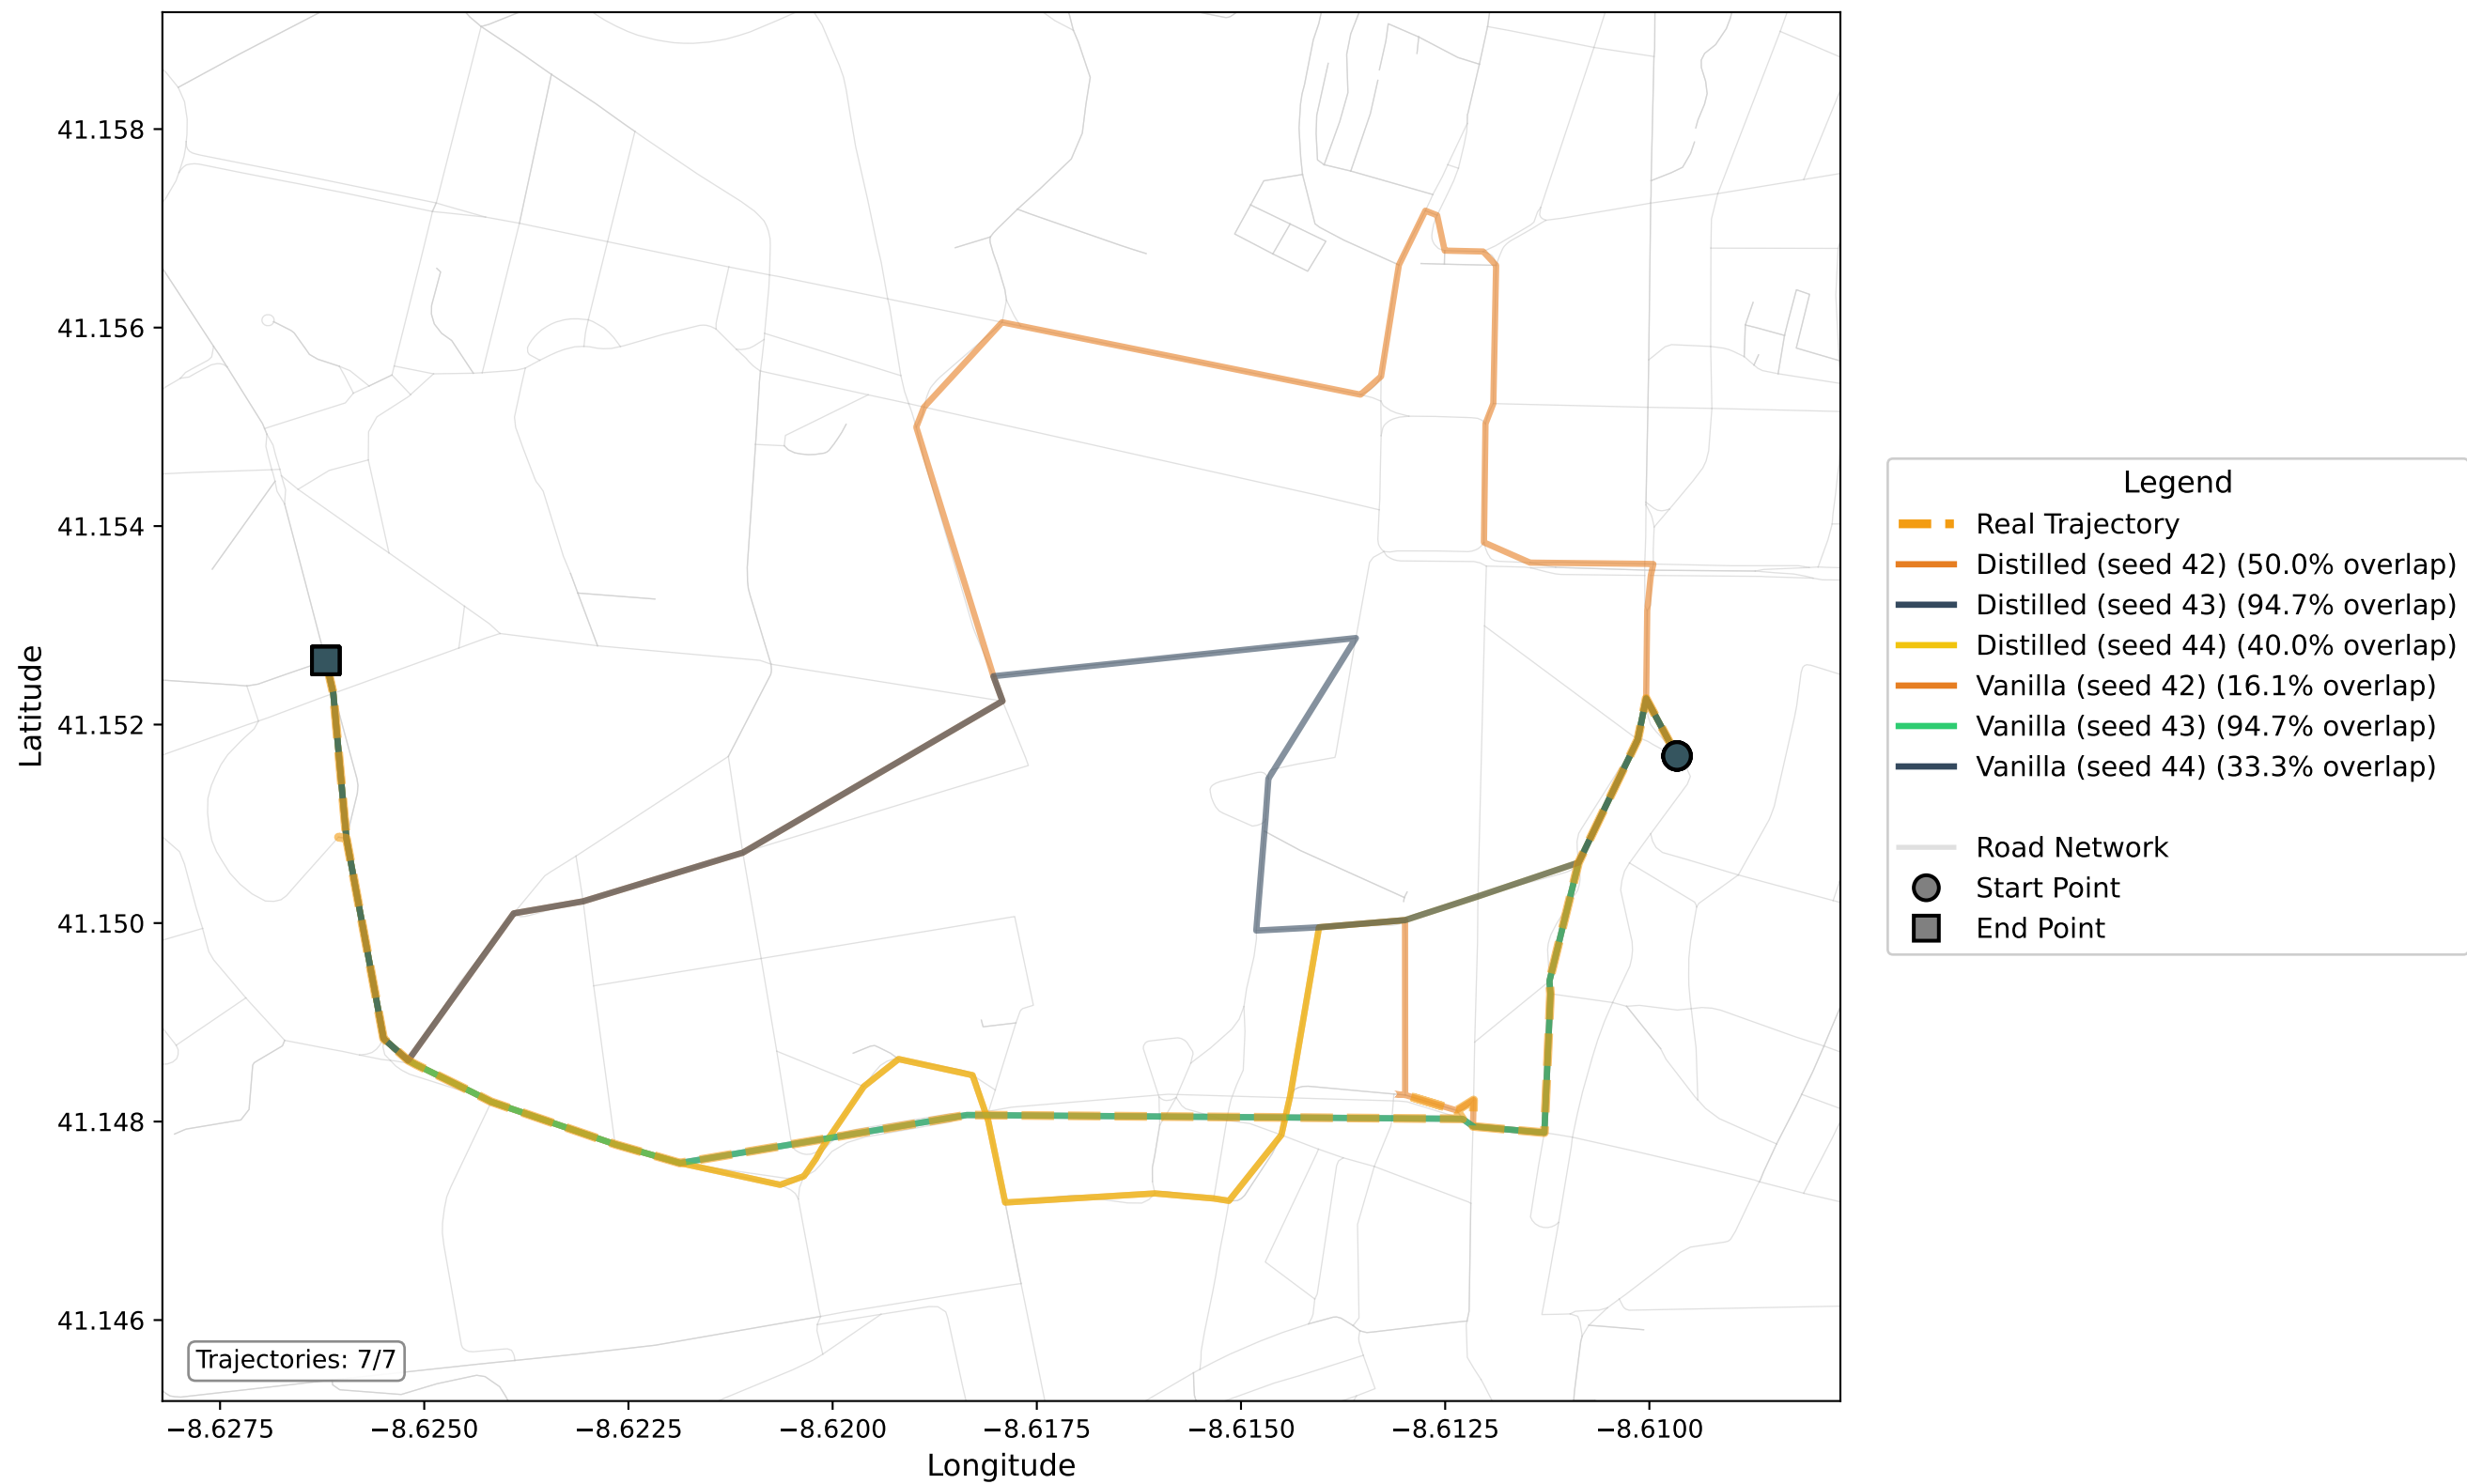 Latitude
41.158
41.156
41.154
41.152
41.150
41.148
41.146
Trajectories: 7/7
−8.6275
−8.6250
−8.6225
−8.6200
−8.6175
−8.6150
−8.6125
−8.6100
Longitude
Legend
Real Trajectory
Distilled (seed 42) (50.0% overlap)
Distilled (seed 43) (94.7% overlap)
Distilled (seed 44) (40.0% overlap)
Vanilla (seed 42) (16.1% overlap)
Vanilla (seed 43) (94.7% overlap)
Vanilla (seed 44) (33.3% overlap)
Road Network
Start Point
End Point